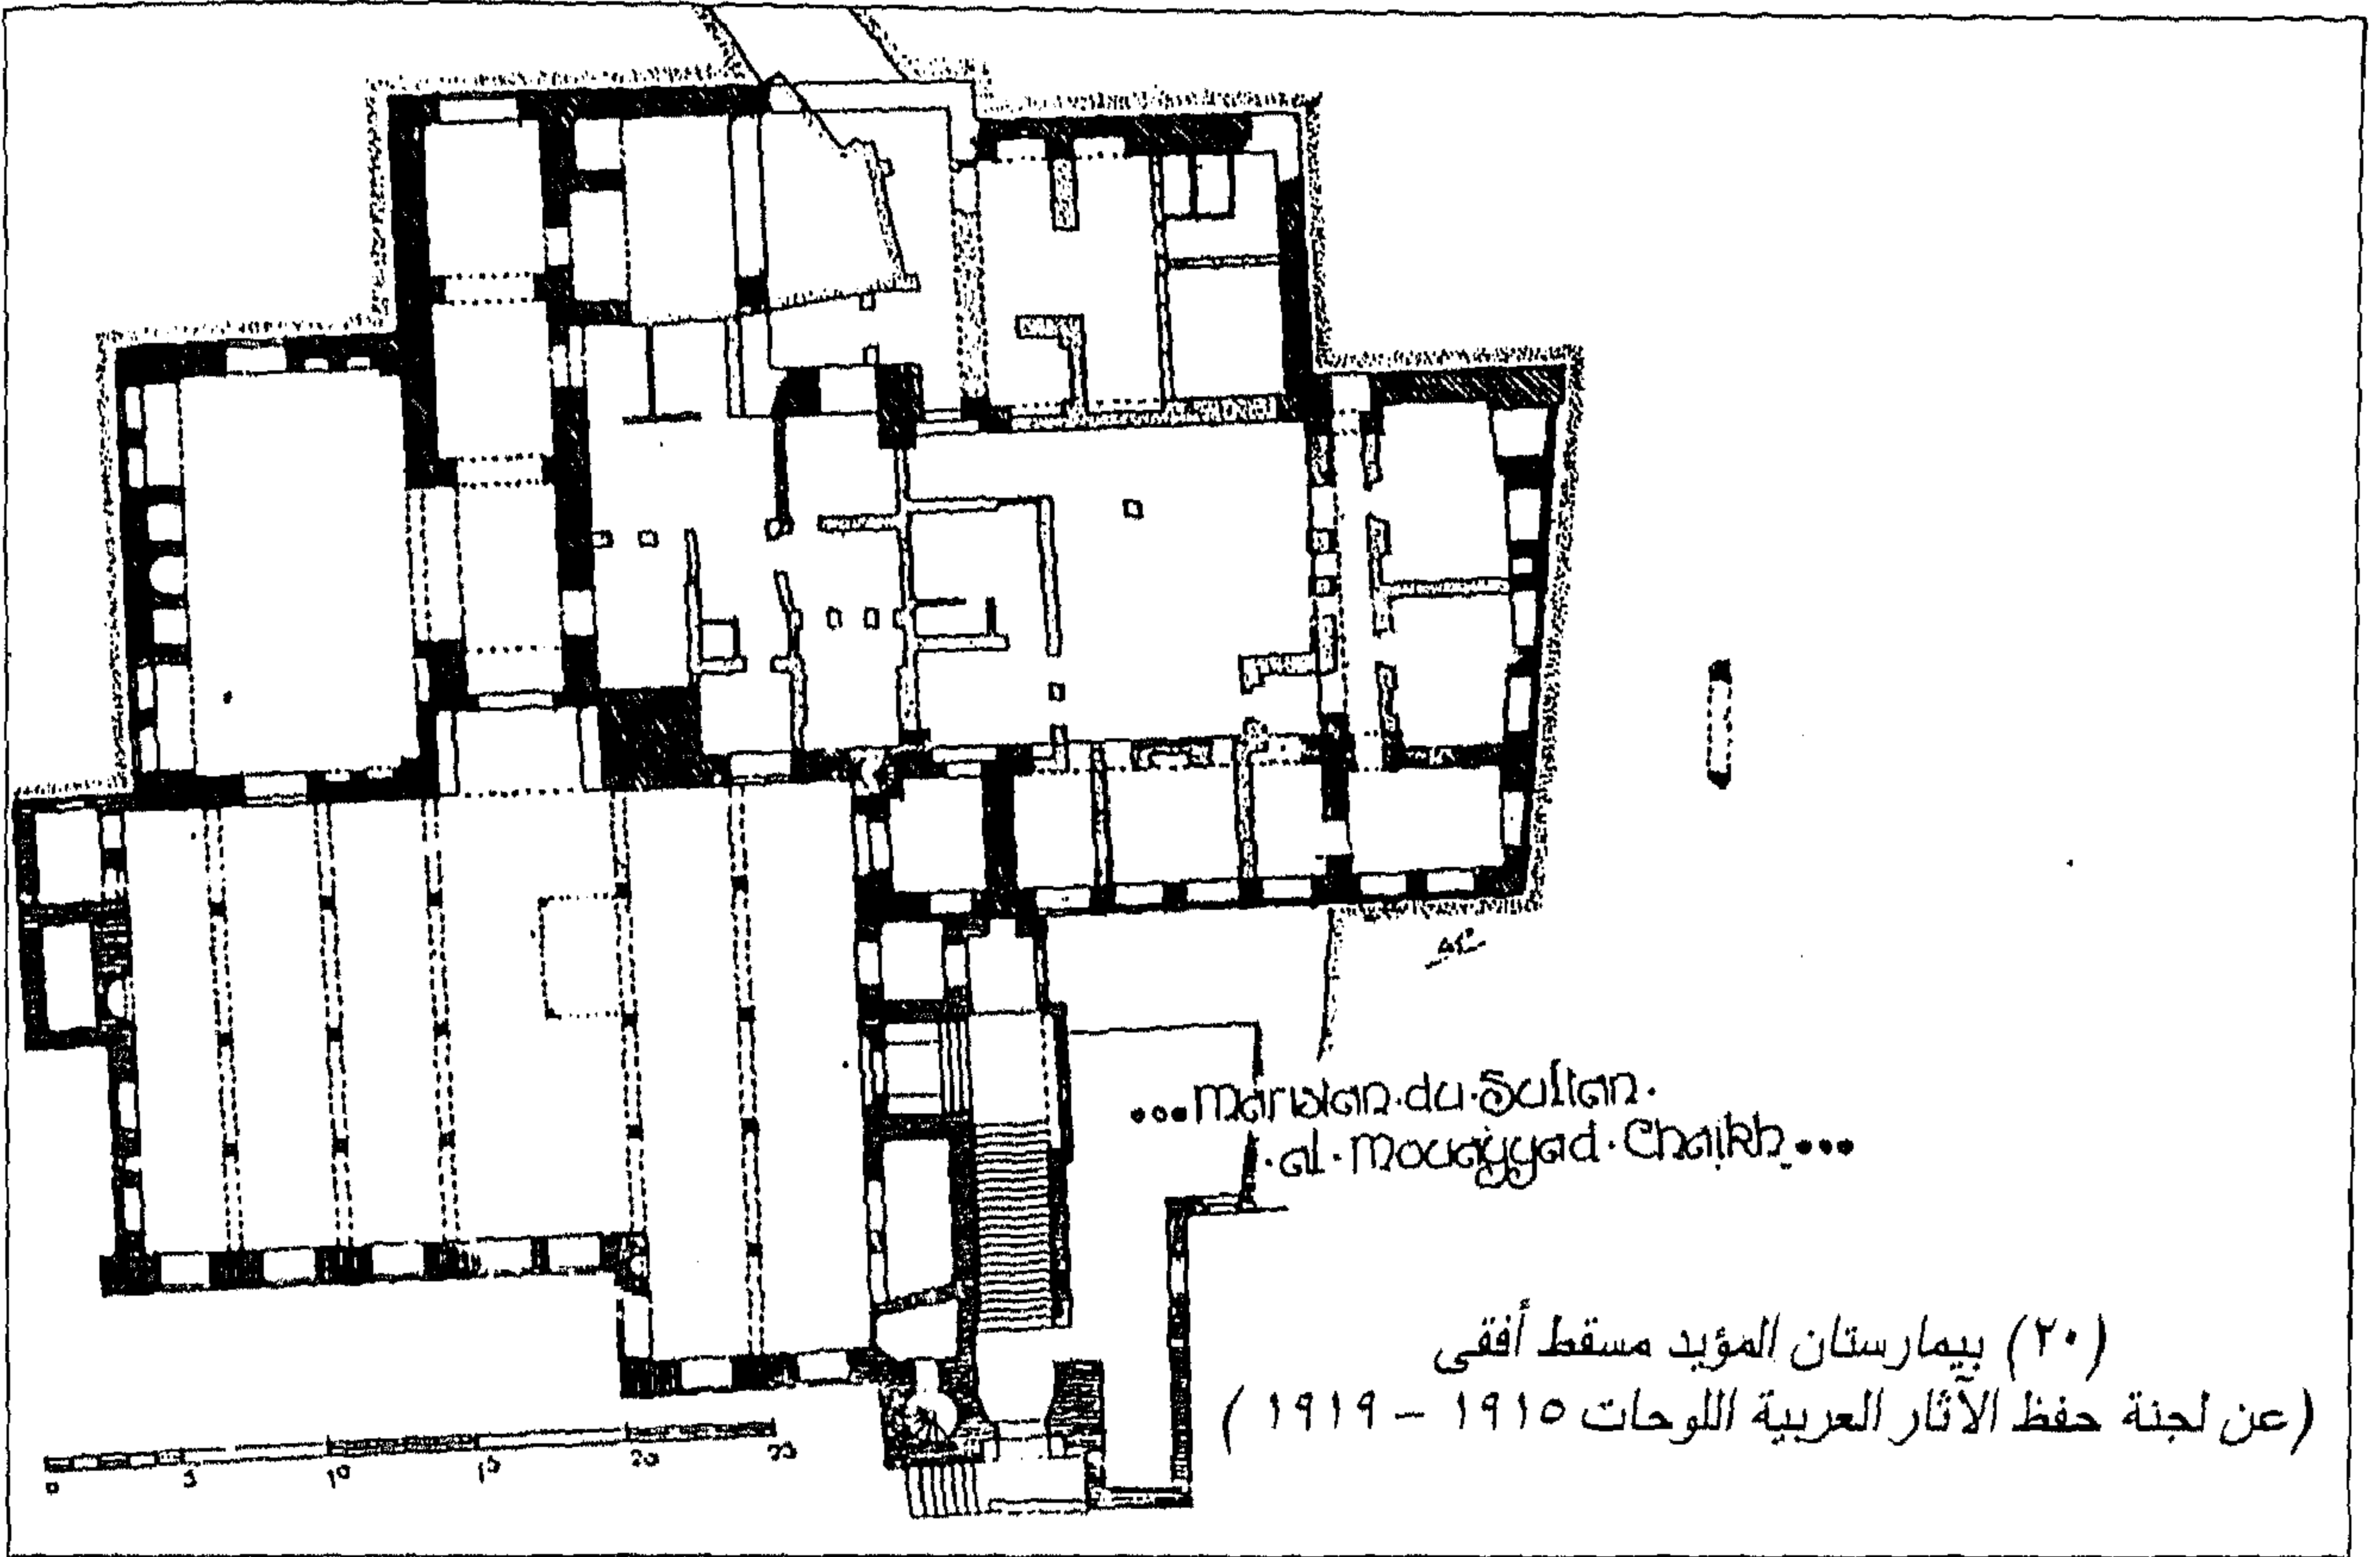 ...Maristan.du.Sultan.
.al.Mouayyad.Chaikh...
(٢٠) بيمارستان المؤيد مسقط أفقى
(عن لجنة حفظ الآثار العربية اللوحات ١٩١٥ – ١٩١٩ )
0 5 10 15 20